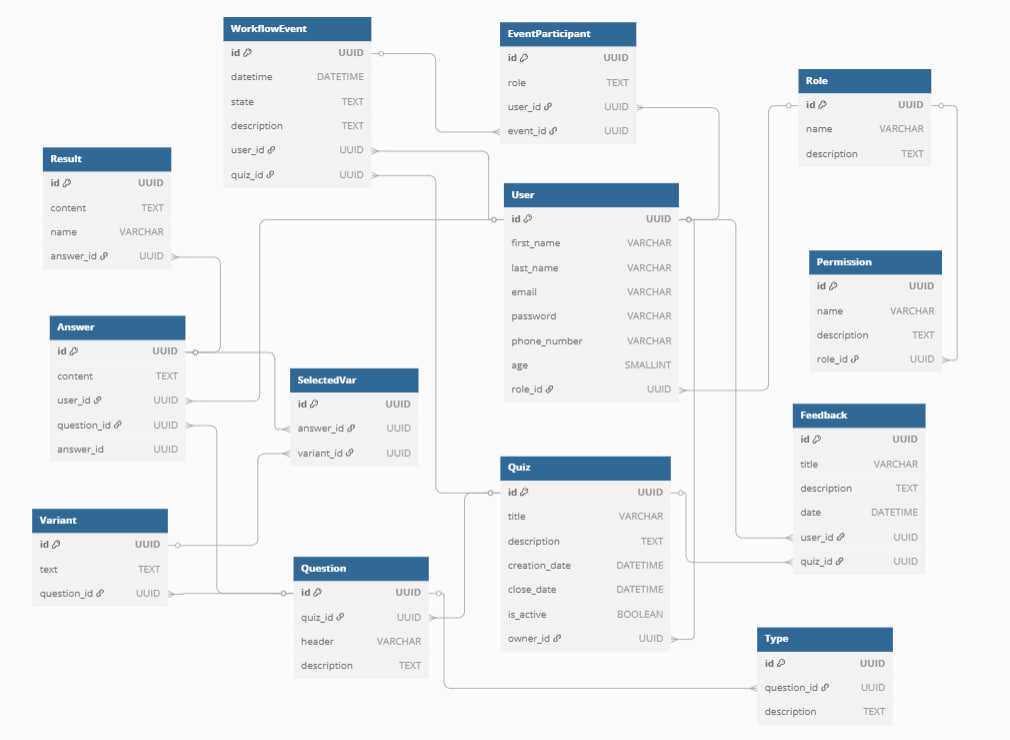 WorkflowEvent
id UUID
datetime DATETIME
state TEXT
description TEXT
user_id UUID
quiz_id UUID
EventParticipant
id UUID
role TEXT
user_id UUID
event_id UUID
Role
id UUID
name VARCHAR
description TEXT
Result
id UUID
content TEXT
name VARCHAR
answer_id UUID
User
id UUID
first_name VARCHAR
last_name VARCHAR
email VARCHAR
password VARCHAR
phone_number VARCHAR
age SMALLINT
role_id UUID
Permission
id UUID
name VARCHAR
description TEXT
role_id UUID
Answer
id UUID
content TEXT
user_id UUID
question_id UUID
answer_id UUID
SelectedVar
id UUID
answer_id UUID
variant_id UUID
Feedback
id UUID
title VARCHAR
description TEXT
date DATETIME
user_id UUID
quiz_id UUID
Quiz
id UUID
title VARCHAR
description TEXT
creation_date DATETIME
close_date DATETIME
is_active BOOLEAN
owner_id UUID
Variant
id UUID
text TEXT
question_id UUID
Question
id UUID
quiz_id UUID
header VARCHAR
description TEXT
Type
id UUID
question_id UUID
description TEXT